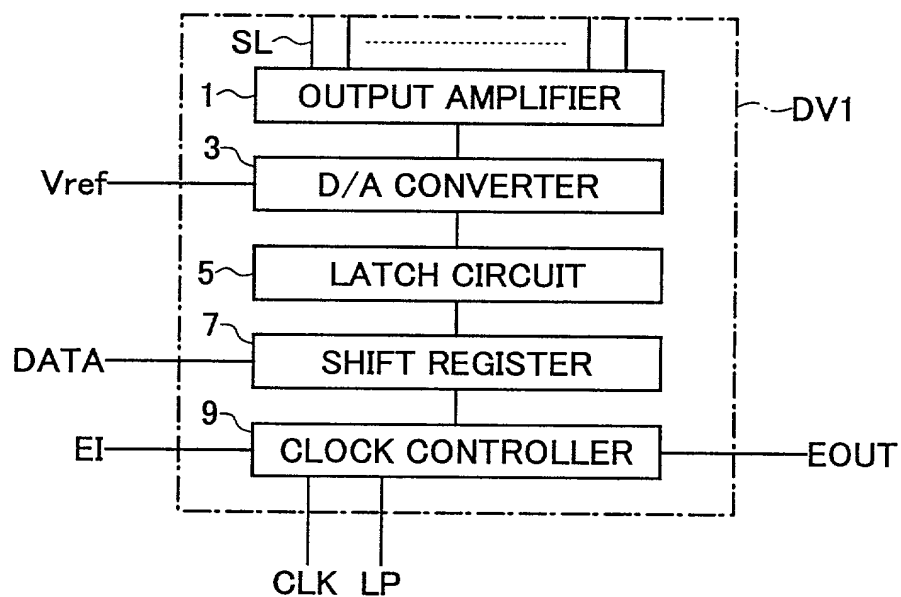 SL
1 OUTPUT AMPLIFIER
DV1
3
Vref D/A CONVERTER
5 LATCH CIRCUIT
7
DATA SHIFT REGISTER
9
EI CLOCK CONTROLLER EOUT
CLK LP